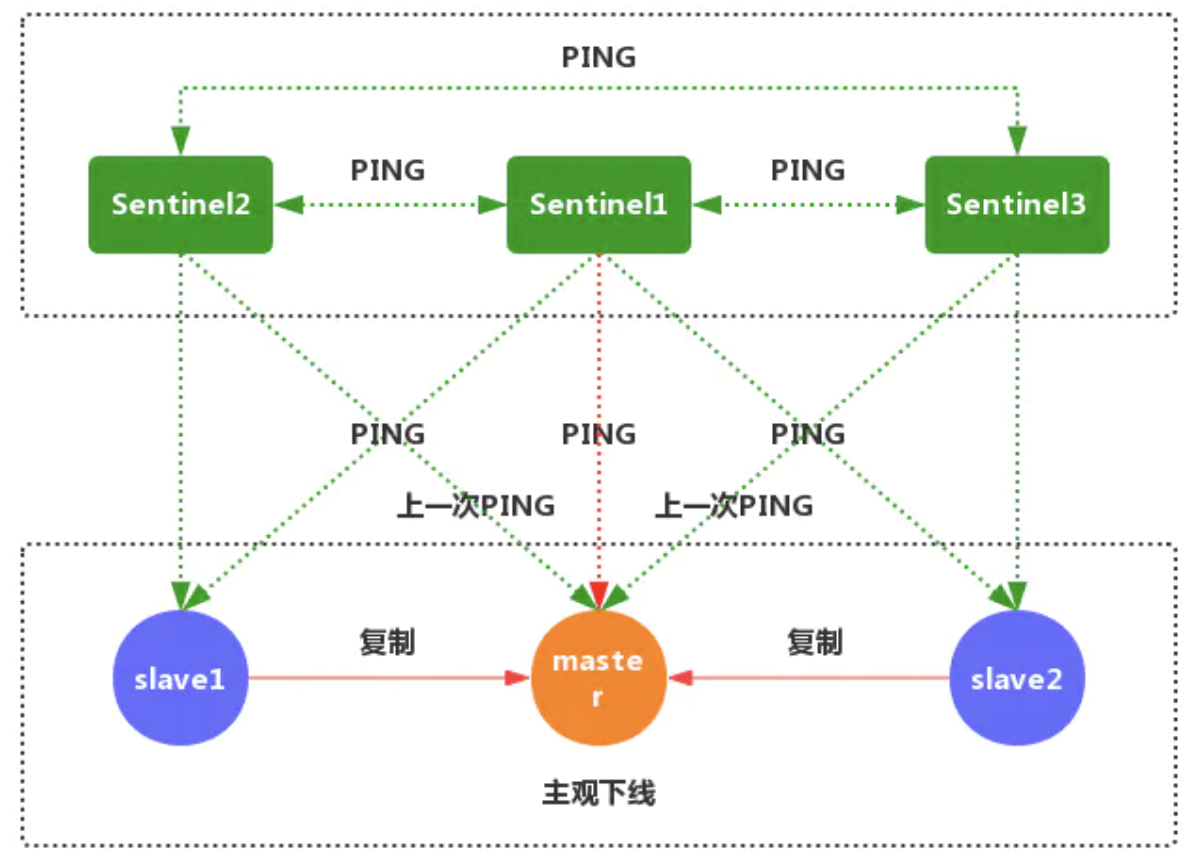 PING
PING
PING
Sentinel2
Sentinel1
Sentinel3
PING
PING
PING
上一次PING
上一次PING
复制
复制
slave1
maste
r
slave2
主观下线